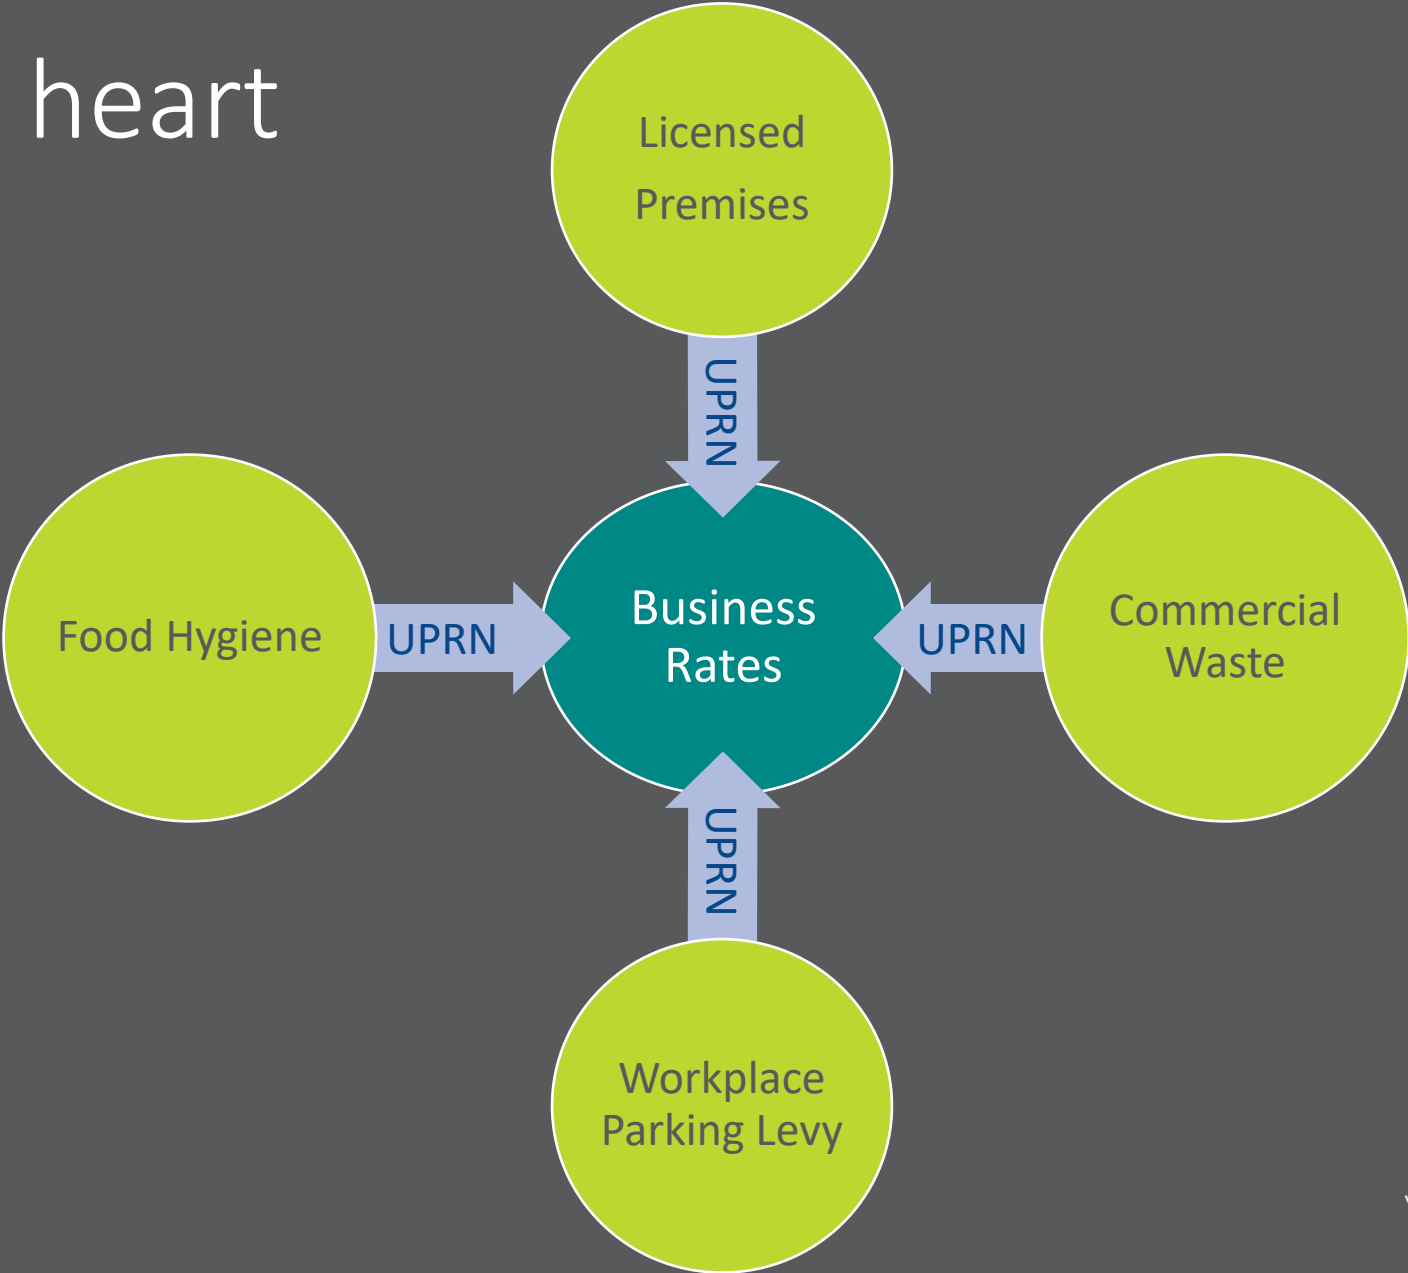 heart
Licensed
Premises
UPRN
Food Hygiene
UPRN
Business
Rates
UPRN
Commercial
Waste
UPRN
Workplace
Parking Levy